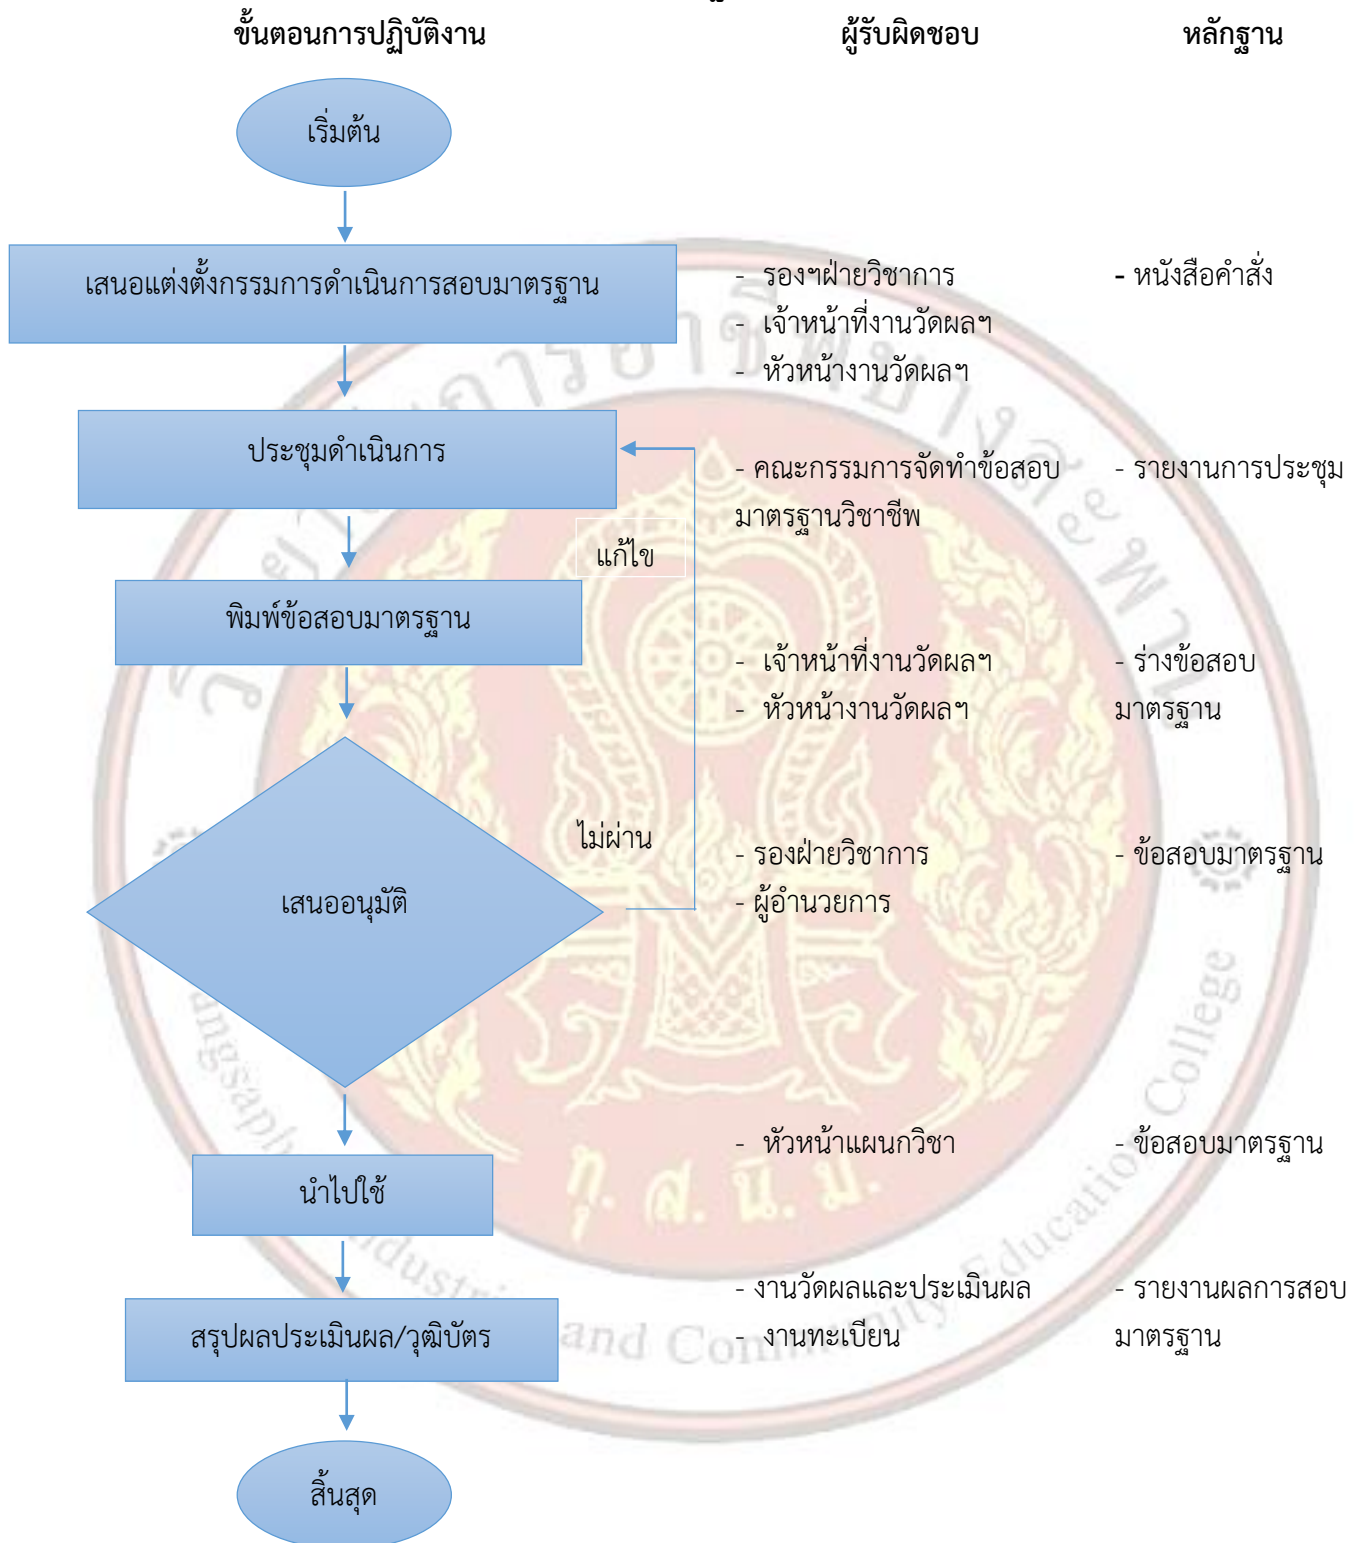 ขั้นตอนการปฏิบัติงาน ผู้รับผิดชอบ หลักฐาน
เริ่มต้น
เสนอแต่งตั้งกรรมการดำเนินการสอบมาตรฐาน
- รองฯฝ่ายวิชาการ
- เจ้าหน้าที่งานวัดผลฯ
- หัวหน้างานวัดผลฯ
- หนังสือคำสั่ง
ประชุมดำเนินการ
- คณะกรรมการจัดทำข้อสอบ
มาตรฐานวิชาชีพ
- รายงานการประชุม
แก้ไข
พิมพ์ข้อสอบมาตรฐาน
- เจ้าหน้าที่งานวัดผลฯ
- หัวหน้างานวัดผลฯ
- ร่างข้อสอบ
มาตรฐาน
ไม่ผ่าน
เสนออนุมัติ
- รองฝ่ายวิชาการ
- ผู้อำนวยการ
- ข้อสอบมาตรฐาน
นำไปใช้
- หัวหน้าแผนกวิชา
- ข้อสอบมาตรฐาน
สรุปผลประเมินผล/วุฒิบัตร
- งานวัดผลและประเมินผล
- งานทะเบียน
- รายงานผลการสอบ
มาตรฐาน
สิ้นสุด
ทุ. ส. นิ. ม.
and Community Education College